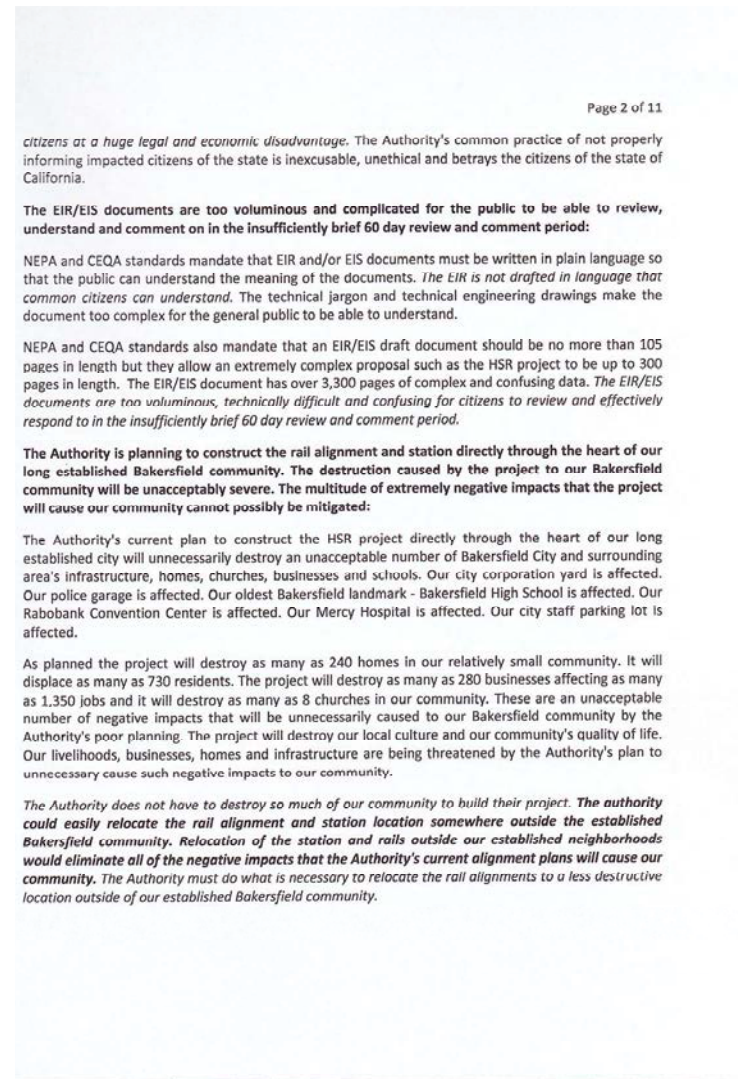 Page 2 of 11
citizens at a huge legal and economic disadvantage. The Authority's common practice of not properly
informing impacted citizens of the state is inexcusable, unethical and betrays the citizens of the state of
California.
The EIR/EIS documents are too voluminous and complicated for the public to be able to review,
understand and comment on in the insufficiently brief 60 day review and comment period:
NEPA and CEQA standards mandate that EIR and/or EIS documents must be written in plain language so
that the public can understand the meaning of the documents. The EIR is not drafted in language that
common citizens can understand. The technical jargon and technical engineering drawings make the
document too complex for the general public to be able to understand.
NEPA and CEQA standards also mandate that an EIR/EIS draft document should be no more than 105
pages in length but they allow an extremely complex proposal such as the HSR project to be up to 300
pages in length. The EIR/EIS document has over 3,300 pages of complex and confusing data. The EIR/EIS
documents are too voluminous, technically difficult and confusing for citizens to review and effectively
respond to in the insufficiently brief 60 day review and comment period.
The Authority is planning to construct the rail alignment and station directly through the heart of our
long established Bakersfield community. The destruction caused by the project to our Bakersfield
community will be unacceptably severe. The multitude of extremely negative impacts that the project
will cause our community cannot possibly be mitigated:
The Authority's current plan to construct the HSR project directly through the heart of our long
established city will unnecessarily destroy an unacceptable number of Bakersfield City and surrounding
area's infrastructure, homes, churches, businesses and schools. Our city corporation yard is affected.
Our police garage is affected. Our oldest Bakersfield landmark - Bakersfield High School is affected. Our
Rabobank Convention Center is affected. Our Mercy Hospital is affected. Our city staff parking lot is
affected.
As planned the project will destroy as many as 240 homes in our relatively small community. It will
displace as many as 730 residents. The project will destroy as many as 280 businesses affecting as many
as 1,350 jobs and it will destroy as many as 8 churches in our community. These are an unacceptable
number of negative impacts that will be unnecessarily caused to our Bakersfield community by the
Authority's poor planning. The project will destroy our local culture and our community's quality of life.
Our livelihoods, businesses, homes and infrastructure are being threatened by the Authority's plan to
unnecessary cause such negative impacts to our community.
The Authority does not have to destroy so much of our community to build their project. The authority
could easily relocate the rail alignment and station location somewhere outside the established
Bakersfield community. Relocation of the station and rails outside our established neighborhoods
would eliminate all of the negative impacts that the Authority's current alignment plans will cause our
community. The Authority must do what is necessary to relocate the rail alignments to a less destructive
location outside of our established Bakersfield community.